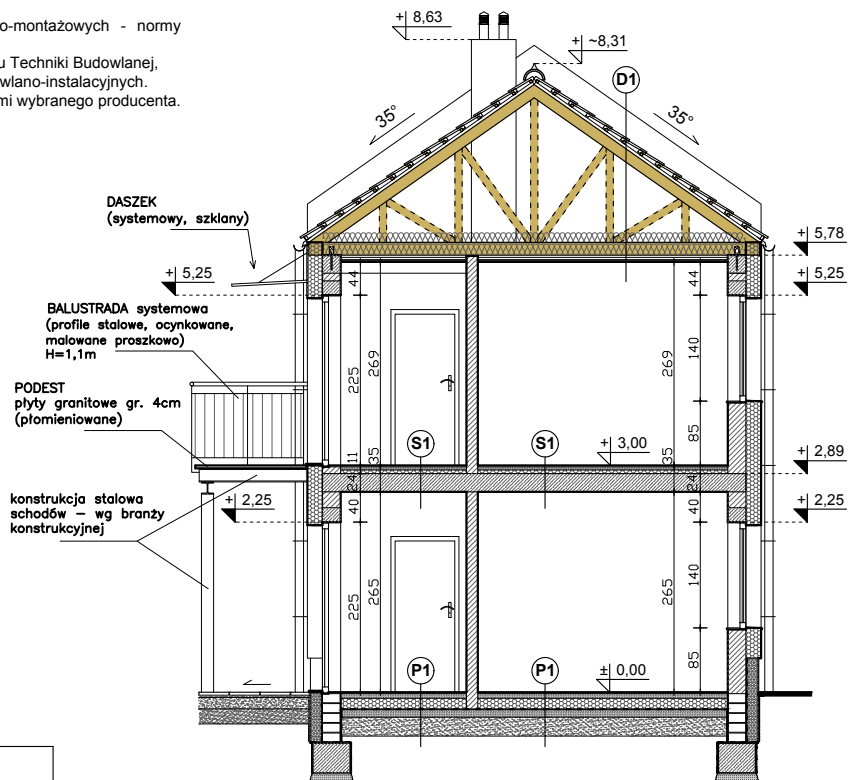 o-montażowych - normy
u Techniki Budowlanej,
wlano-instalacyjnych.
mi wybranego producenta.
+ 8,63
+ ~8,31
D1
35°
35°
DASZEK
(systemowy, szklany)
+ 5,78
+ 5,25
+ 5,25
44
44
BALUSTRADA systemowa
(profile stalowe, ocynkowane,
malowane proszkowo)
H=1,1m
225
269
269
140
PODEST
płyty granitowe gr. 4cm
(płomieniowane)
S1
S1
+ 3,00
85
11
35
35
+ 2,89
24
24
konstrukcja stalowa
schodów – wg branży
konstrukcyjnej
+ 2,25
40
40
+ 2,25
225
265
265
140
P1
P1
± 0,00
85